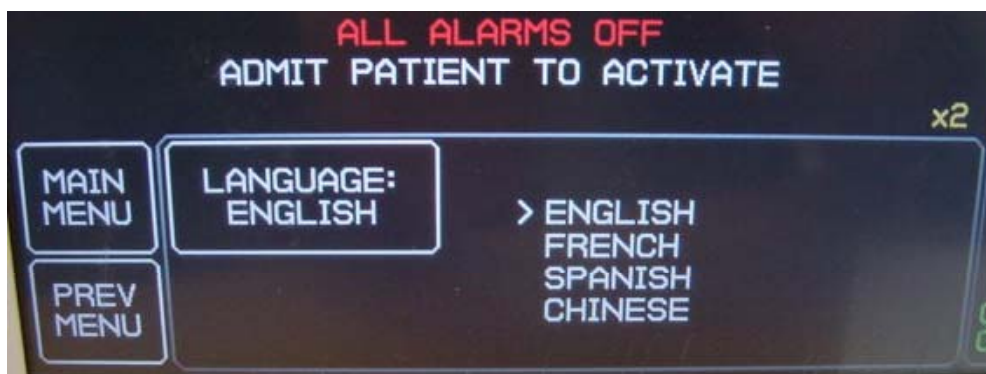 ALL ALARMS OFF
ADMIT PATIENT TO ACTIVATE
x2
MAIN
MENU
PREV
MENU
LANGUAGE:
ENGLISH
> ENGLISH
FRENCH
SPANISH
CHINESE